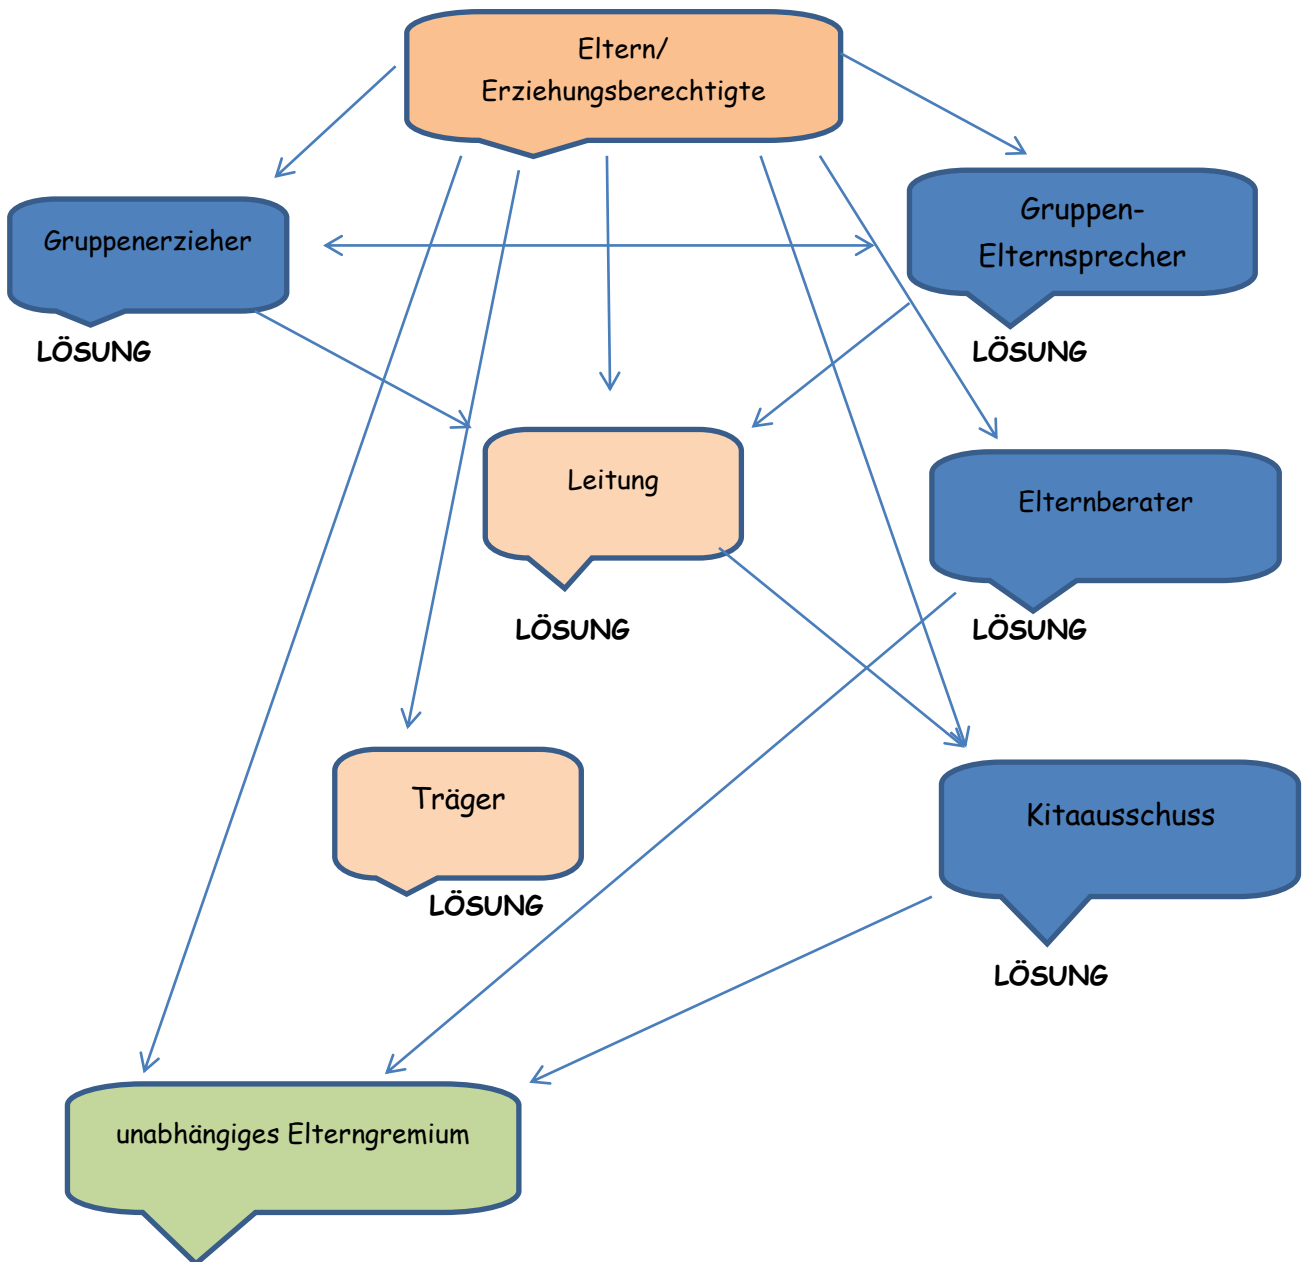 Eltern/
Erziehungsberechtigte
Gruppenerzieher
Gruppen-
Elternsprecher
LÖSUNG
LÖSUNG
Leitung
Elternberater
LÖSUNG
LÖSUNG
Träger
Kitaausschuss
LÖSUNG
LÖSUNG
unabhängiges Elterngremium